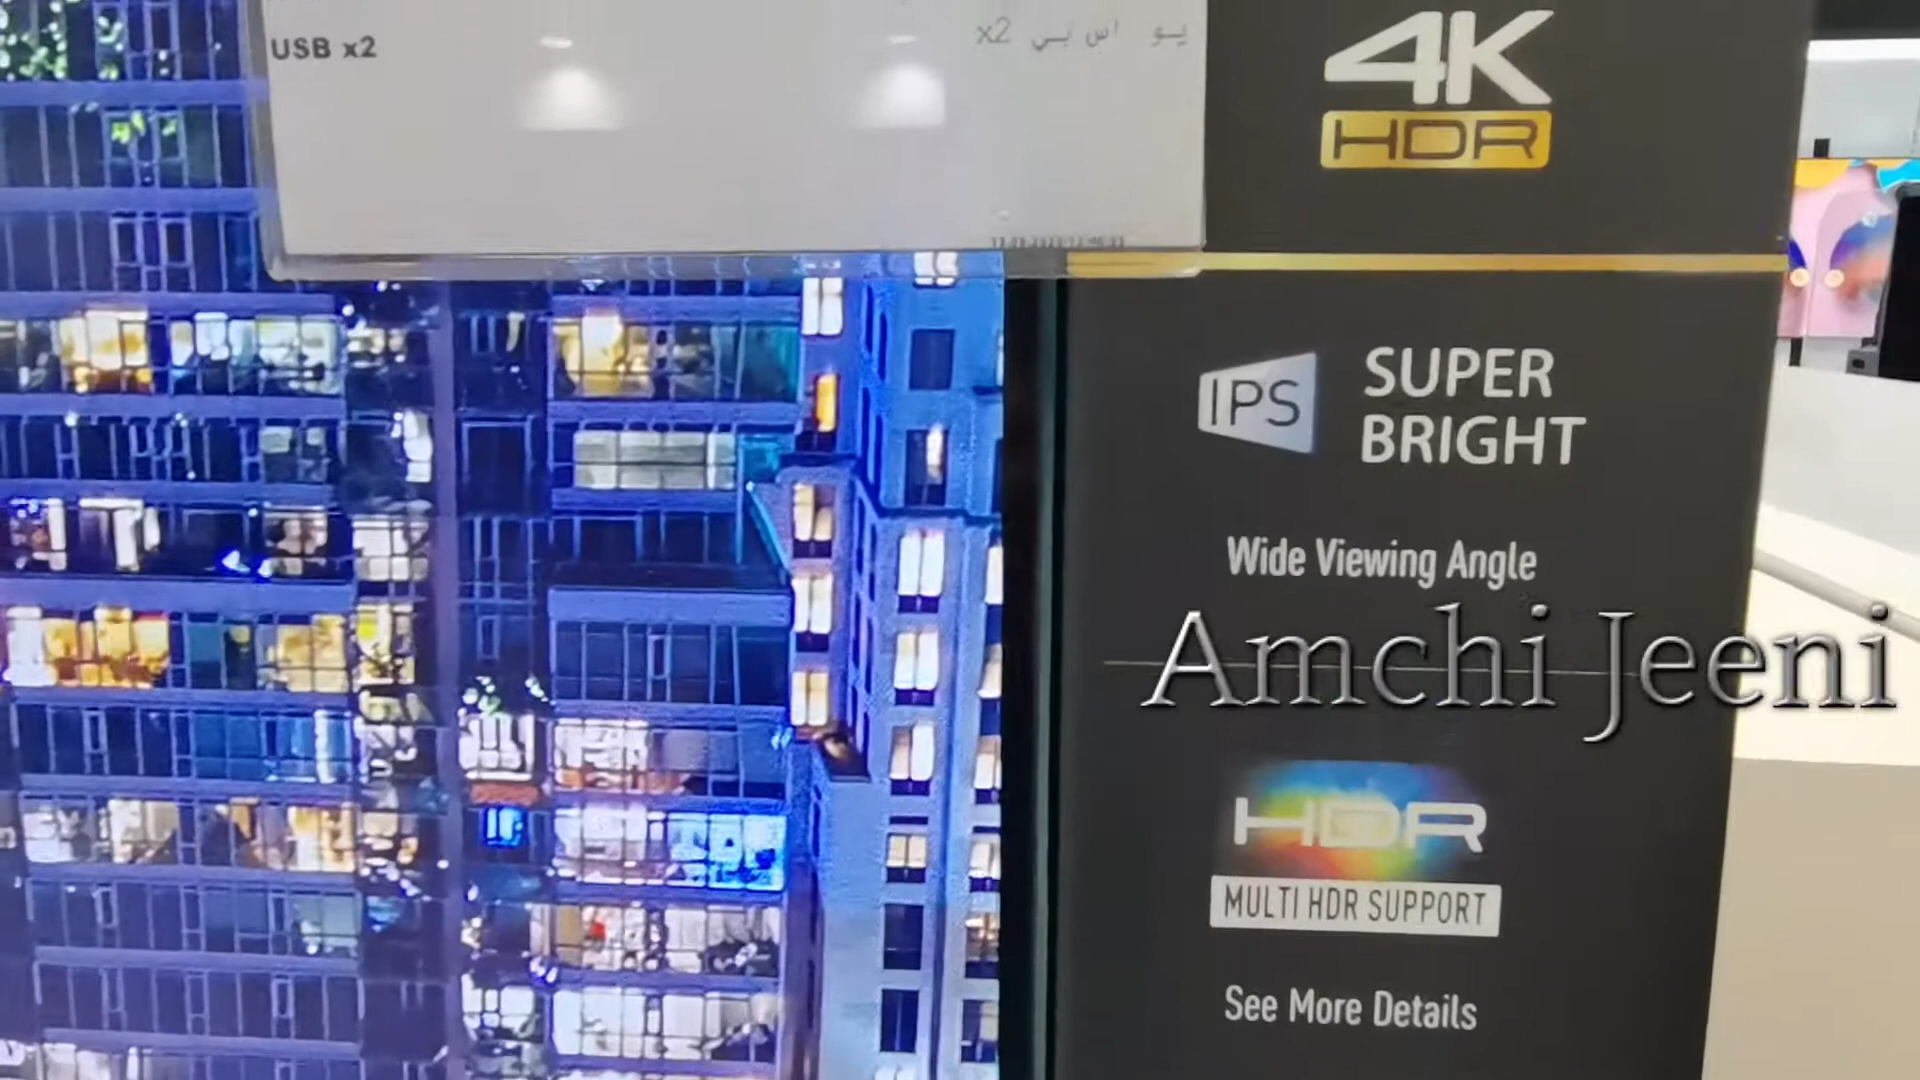 USB x2
يو اس بي x2
4K
HDR
IPS
SUPER
BRIGHT
Wide Viewing Angle
Amchi Jeeni
HDR
MULTI HDR SUPPORT
See More Details